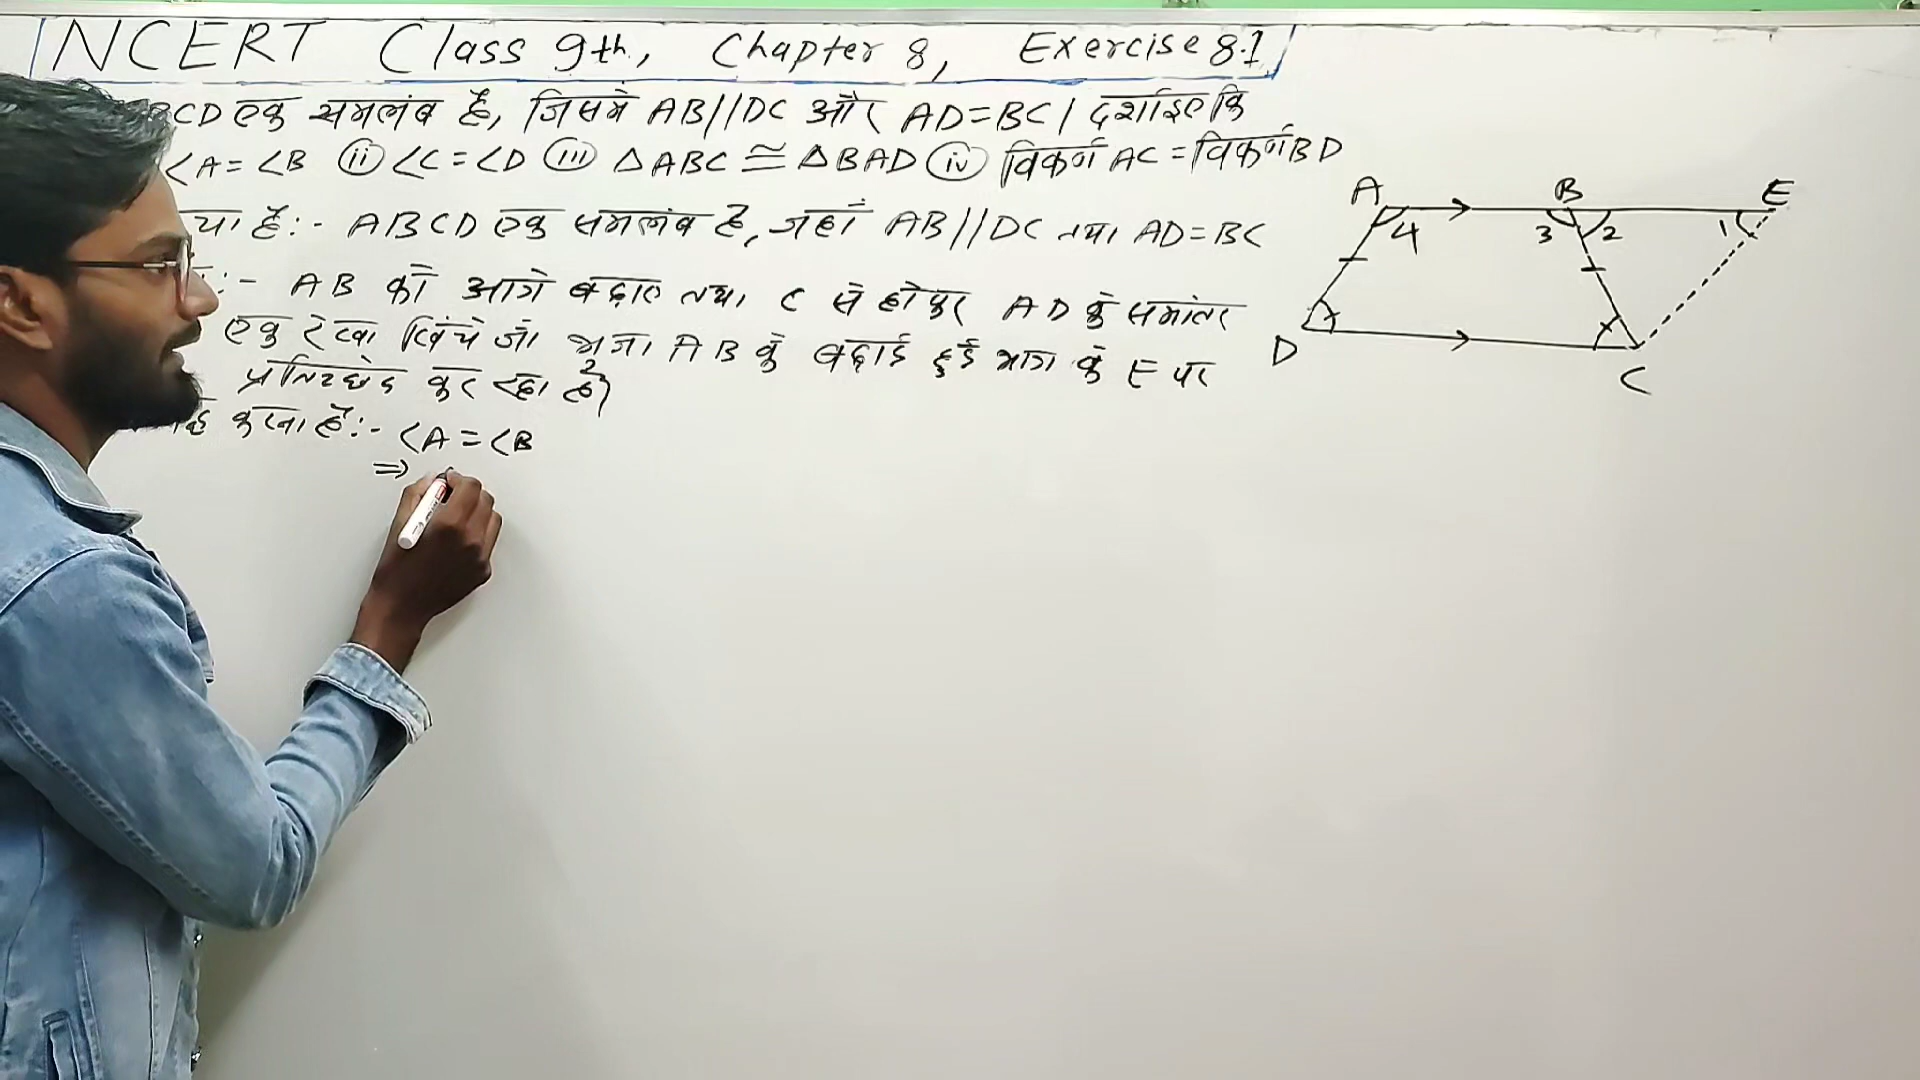 NCERT Class 9th, Chapter 8, Exercise 8.1
BCD एक समलंब है, जिसमे AB//DC और AD=BC। दर्शाइए कि
∠A=∠B (ii) ∠C=∠D (iii) △ABC≅△BAD (iv) विकर्ण AC=विकर्ण BD
या है:- ABCD एक समलंब है, जहां AB//DC तथा AD=BC
:- AB को आगे बढ़ाए तथा C से होकर AD के समांतर
एक रेखा खिंचे जो भुजा AB के बढ़ाई हुई भाग के E पर
प्रतिच्छेद कर रहा है।
करना है:- ∠A=∠B
⇒
A B E
4 3 2 1
D C